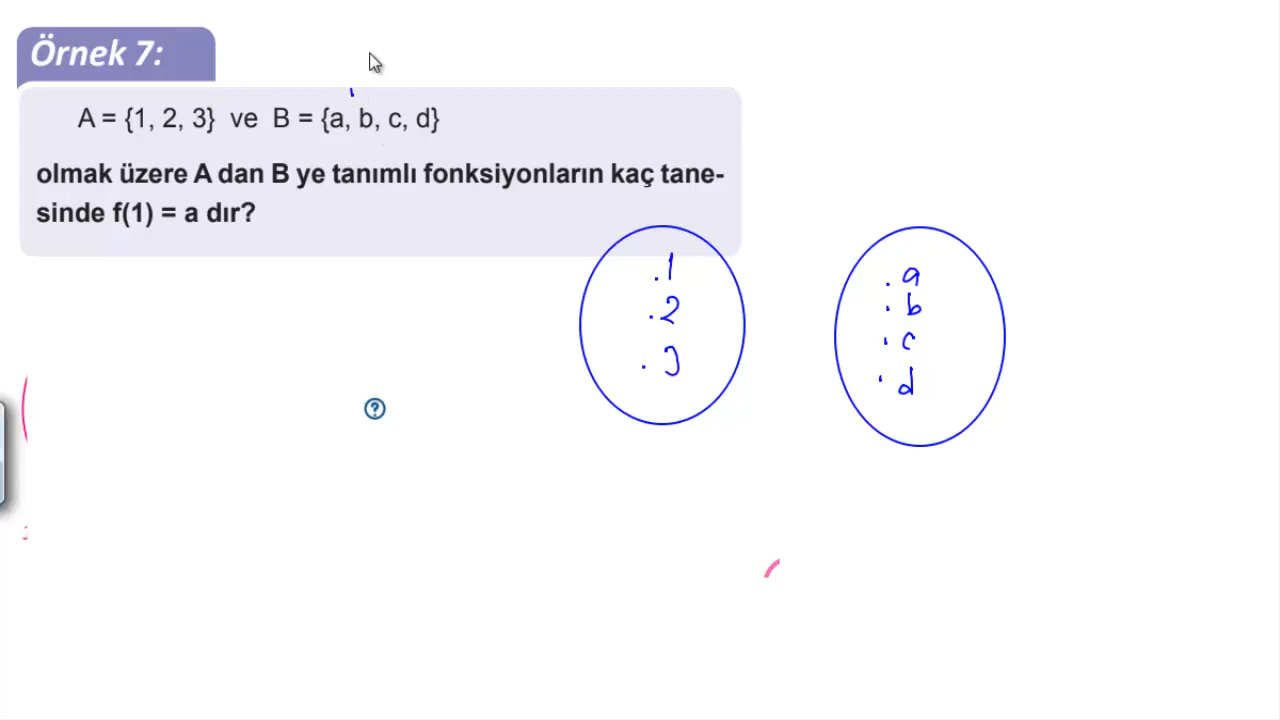 Örnek 7:
A = {1, 2, 3} ve B = {a, b, c, d}
olmak üzere A dan B ye tanımlı fonksiyonların kaç tane-
sinde f(1) = a dır?
.1
.2
.3
.a
.b
.c
.d
?